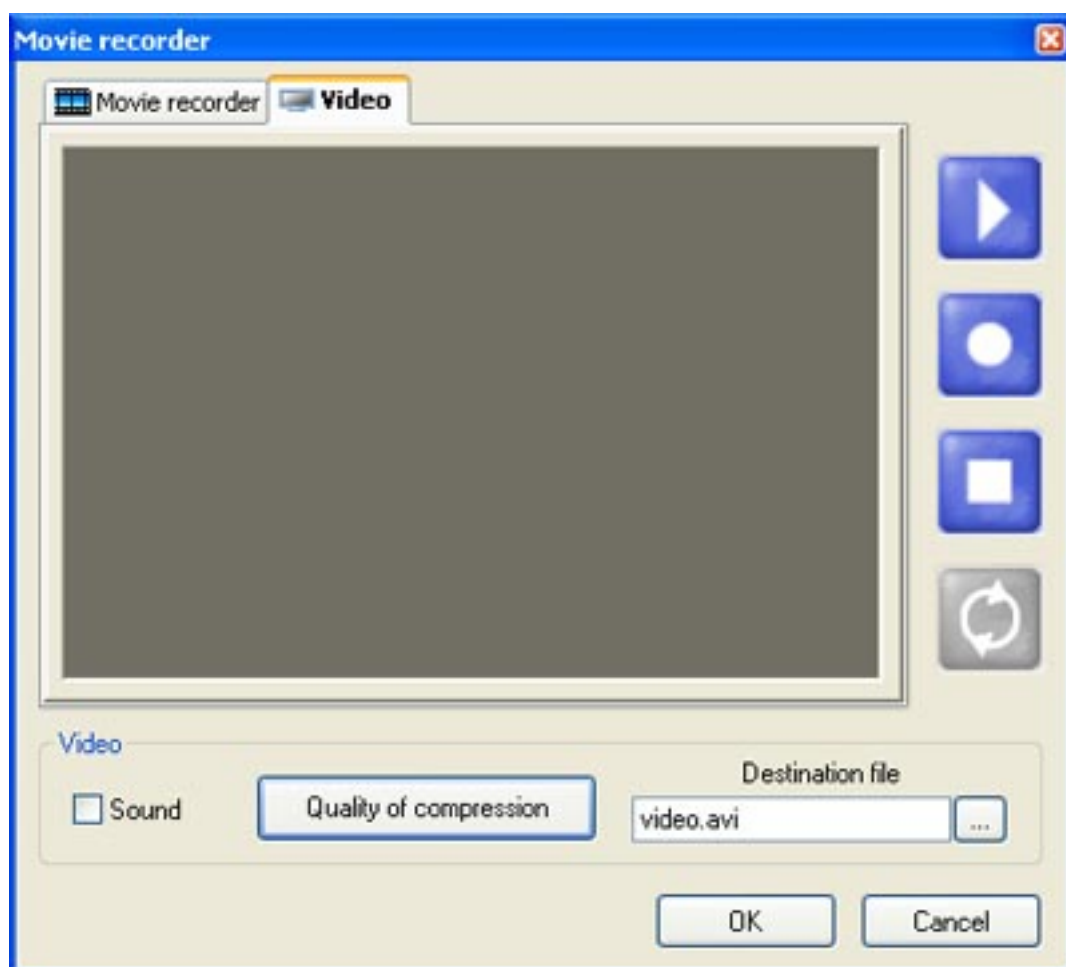 Movie recorder
Movie recorder Video
Video
Destination file
Sound Quality of compression video.avi ...
OK Cancel